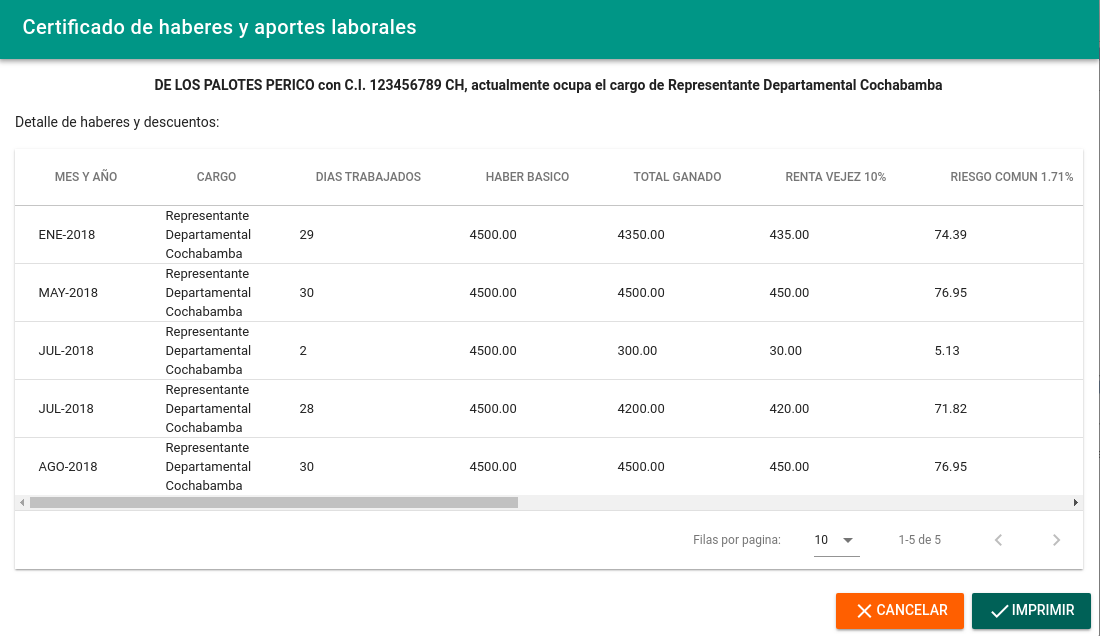 Certificado de haberes y aportes laborales
DE LOS PALOTES PERICO con C.I. 123456789 CH, actualmente ocupa el cargo de Representante Departamental Cochabamba
Detalle de haberes y descuentos:
MES Y AÑO CARGO DIAS TRABAJADOS HABER BASICO TOTAL GANADO RENTA VEJEZ 10% RIESGO COMUN 1.71%
Representante
ENE-2018 Departamental 29 4500.00 4350.00 435.00 74.39
Cochabamba
Representante
MAY-2018 Departamental 30 4500.00 4500.00 450.00 76.95
Cochabamba
Representante
JUL-2018 Departamental 2 4500.00 300.00 30.00 5.13
Cochabamba
Representante
JUL-2018 Departamental 28 4500.00 4200.00 420.00 71.82
Cochabamba
Representante
AGO-2018 Departamental 30 4500.00 4500.00 450.00 76.95
Cochabamba
Filas por pagina: 10 1-5 de 5
CANCELAR IMPRIMIR